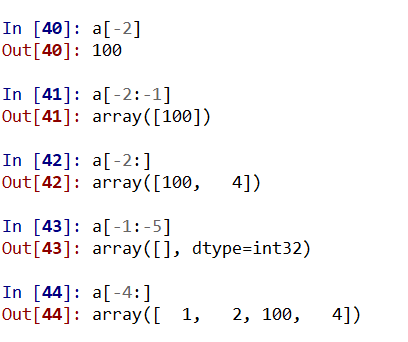 In [40]: a[-2]
Out[40]: 100
In [41]: a[-2:-1]
Out[41]: array([100])
In [42]: a[-2:]
Out[42]: array([100,   4])
In [43]: a[-1:-5]
Out[43]: array([], dtype=int32)
In [44]: a[-4:]
Out[44]: array([  1,   2, 100,   4])